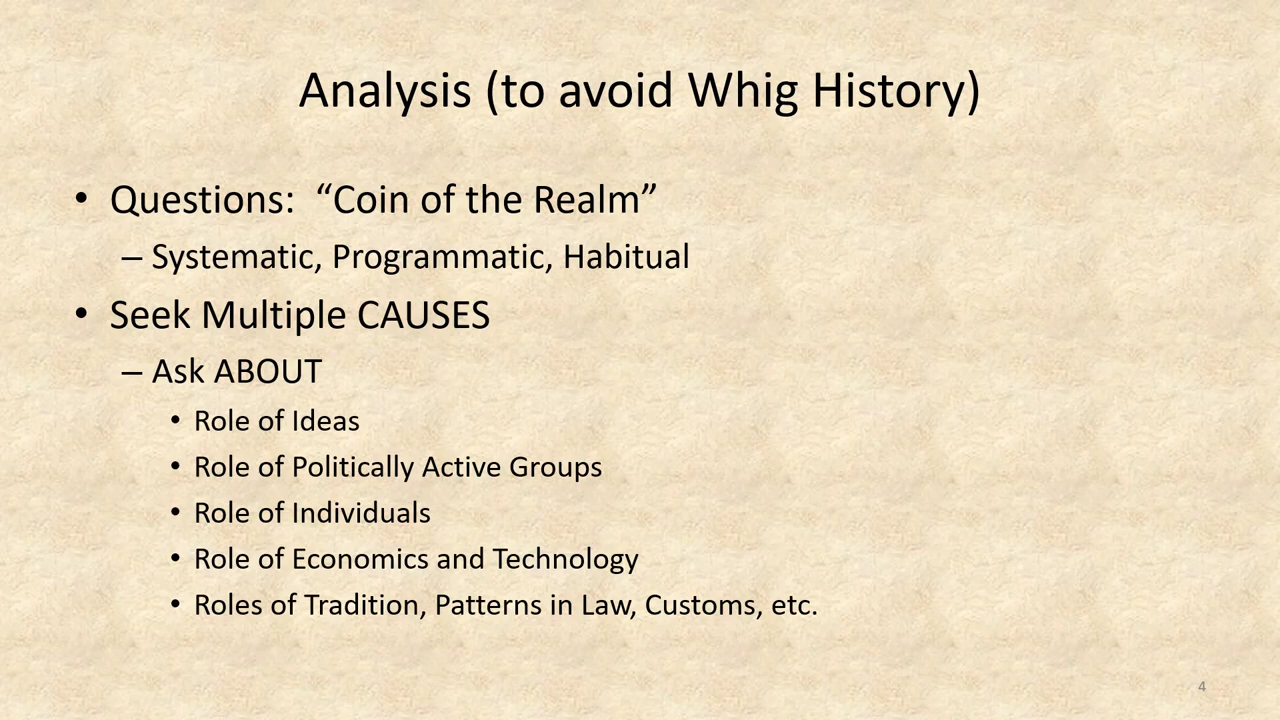 Analysis (to avoid Whig History)
• Questions:  “Coin of the Realm”
– Systematic, Programmatic, Habitual
• Seek Multiple CAUSES
– Ask ABOUT
• Role of Ideas
• Role of Politically Active Groups
• Role of Individuals
• Role of Economics and Technology
• Roles of Tradition, Patterns in Law, Customs, etc.
4